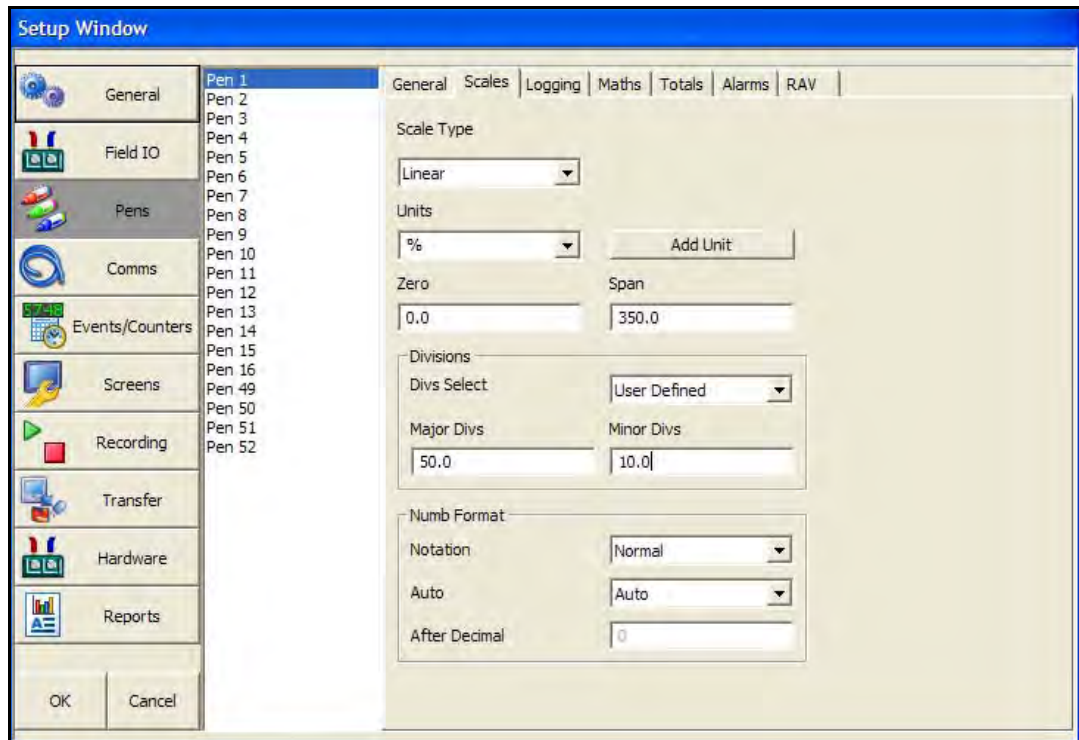 Setup Window
General
Field IO
Pens
Comms
5748
Events/Counters
Screens
Recording
Transfer
Hardware
Reports
OK Cancel
Pen 1
Pen 2
Pen 3
Pen 4
Pen 5
Pen 6
Pen 7
Pen 8
Pen 9
Pen 10
Pen 11
Pen 12
Pen 13
Pen 14
Pen 15
Pen 16
Pen 49
Pen 50
Pen 51
Pen 52
General Scales Logging Maths Totals Alarms RAV
Scale Type
Linear
Units
% Add Unit
Zero Span
0.0 350.0
Divisions
Divs Select User Defined
Major Divs Minor Divs
50.0 10.0
Numb Format
Notation Normal
Auto Auto
After Decimal 0